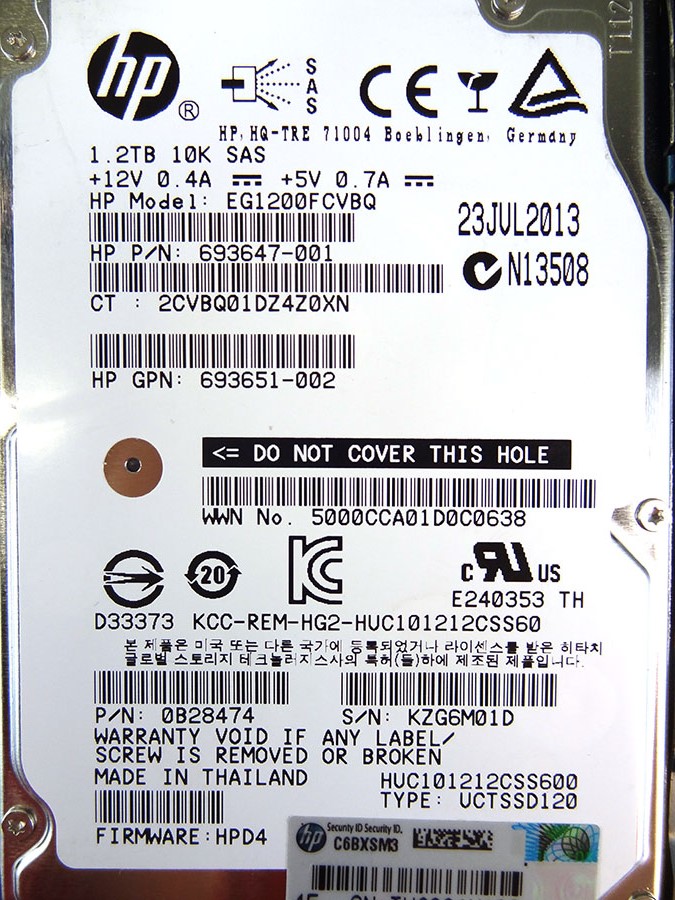 T112
hp
®
SAS
CE
HP, HQ-TRE 71004 Boeblingen, Germany
1.2TB 10K SAS
+12V 0.4A +5V 0.7A
HP Model: EG1200FCVBQ
23JUL2013
HP P/N: 693647-001
N13508
CT : 2CVBQ01DZ4Z0XN
HP GPN: 693651-002
<= DO NOT COVER THIS HOLE
WWN No. 5000CCA01D0C0638
20
KC
c RU US
E240353 TH
D33373 KCC-REM-HG2-HUC101212CSS60
본 제품은 미국 또는 다른 국가에 등록되었거나 라이센스를 받은 히타치
글로벌 스토리지 테크놀러지스사의 특허(들)하에 제조된 제품입니다.
P/N: 0B28474 S/N: KZG6M01D
WARRANTY VOID IF ANY LABEL/
SCREW IS REMOVED OR BROKEN
MADE IN THAILAND HUC101212CSS600
TYPE: UCTSSD120
FIRMWARE:HPD4
hp Security ID Security ID.
C6BXSM3